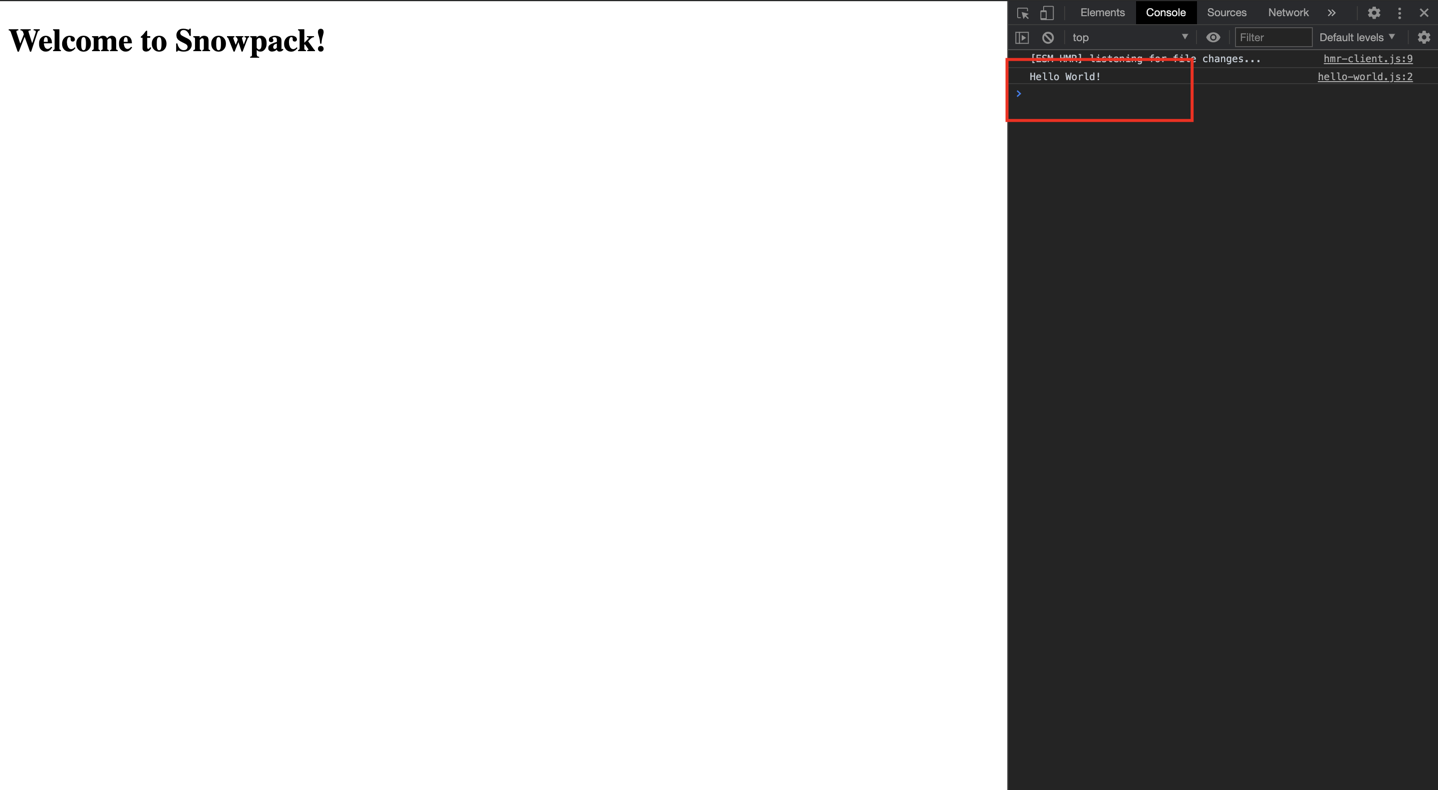 Welcome to Snowpack!
Elements Console Sources Network »
top Filter Default levels
[ESM-HMR] listening for file changes... hmr-client.js:9
Hello World! hello-world.js:2